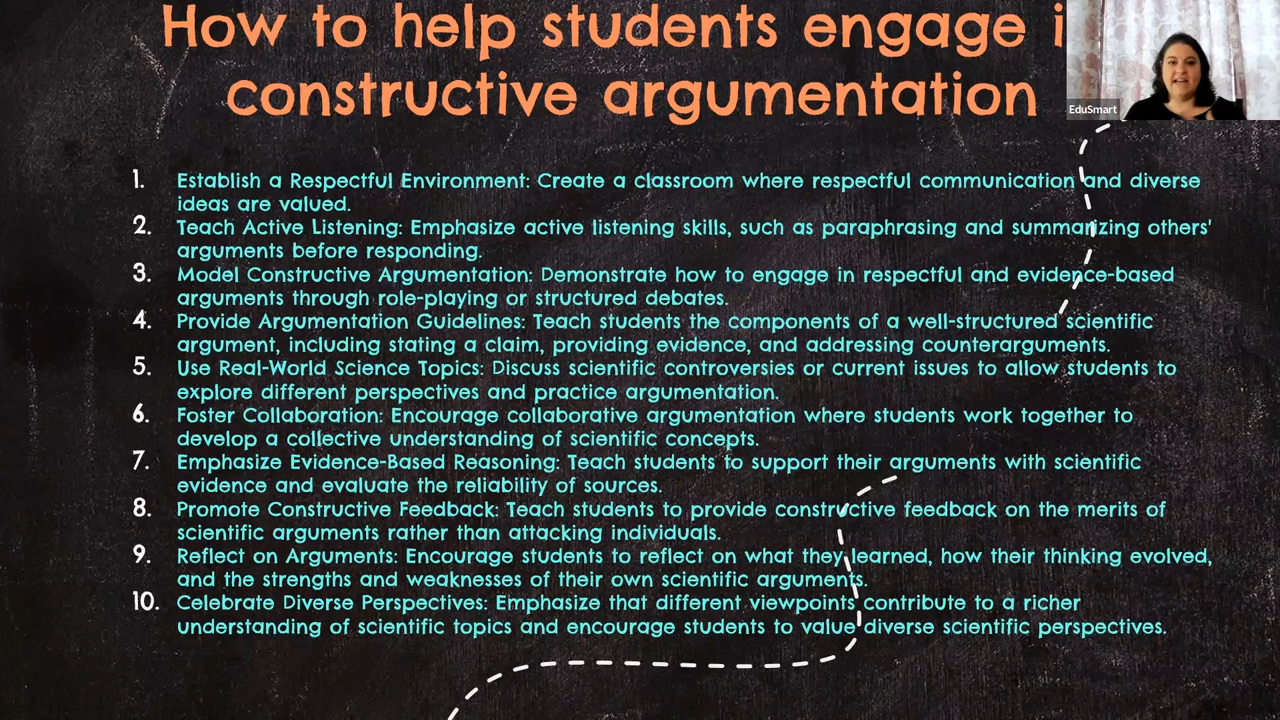 How to help students engage i
constructive argumentation
EduSmart
1. Establish a Respectful Environment: Create a classroom where respectful communication and diverse
ideas are valued.
2. Teach Active Listening: Emphasize active listening skills, such as paraphrasing and summarizing others'
arguments before responding.
3. Model Constructive Argumentation: Demonstrate how to engage in respectful and evidence-based
arguments through role-playing or structured debates.
4. Provide Argumentation Guidelines: Teach students the components of a well-structured scientific
argument, including stating a claim, providing evidence, and addressing counterarguments.
5. Use Real-World Science Topics: Discuss scientific controversies or current issues to allow students to
explore different perspectives and practice argumentation.
6. Foster Collaboration: Encourage collaborative argumentation where students work together to
develop a collective understanding of scientific concepts.
7. Emphasize Evidence-Based Reasoning: Teach students to support their arguments with scientific
evidence and evaluate the reliability of sources.
8. Promote Constructive Feedback: Teach students to provide constructive feedback on the merits of
scientific arguments rather than attacking individuals.
9. Reflect on Arguments: Encourage students to reflect on what they learned, how their thinking evolved,
and the strengths and weaknesses of their own scientific arguments.
10. Celebrate Diverse Perspectives: Emphasize that different viewpoints contribute to a richer
understanding of scientific topics and encourage students to value diverse scientific perspectives.